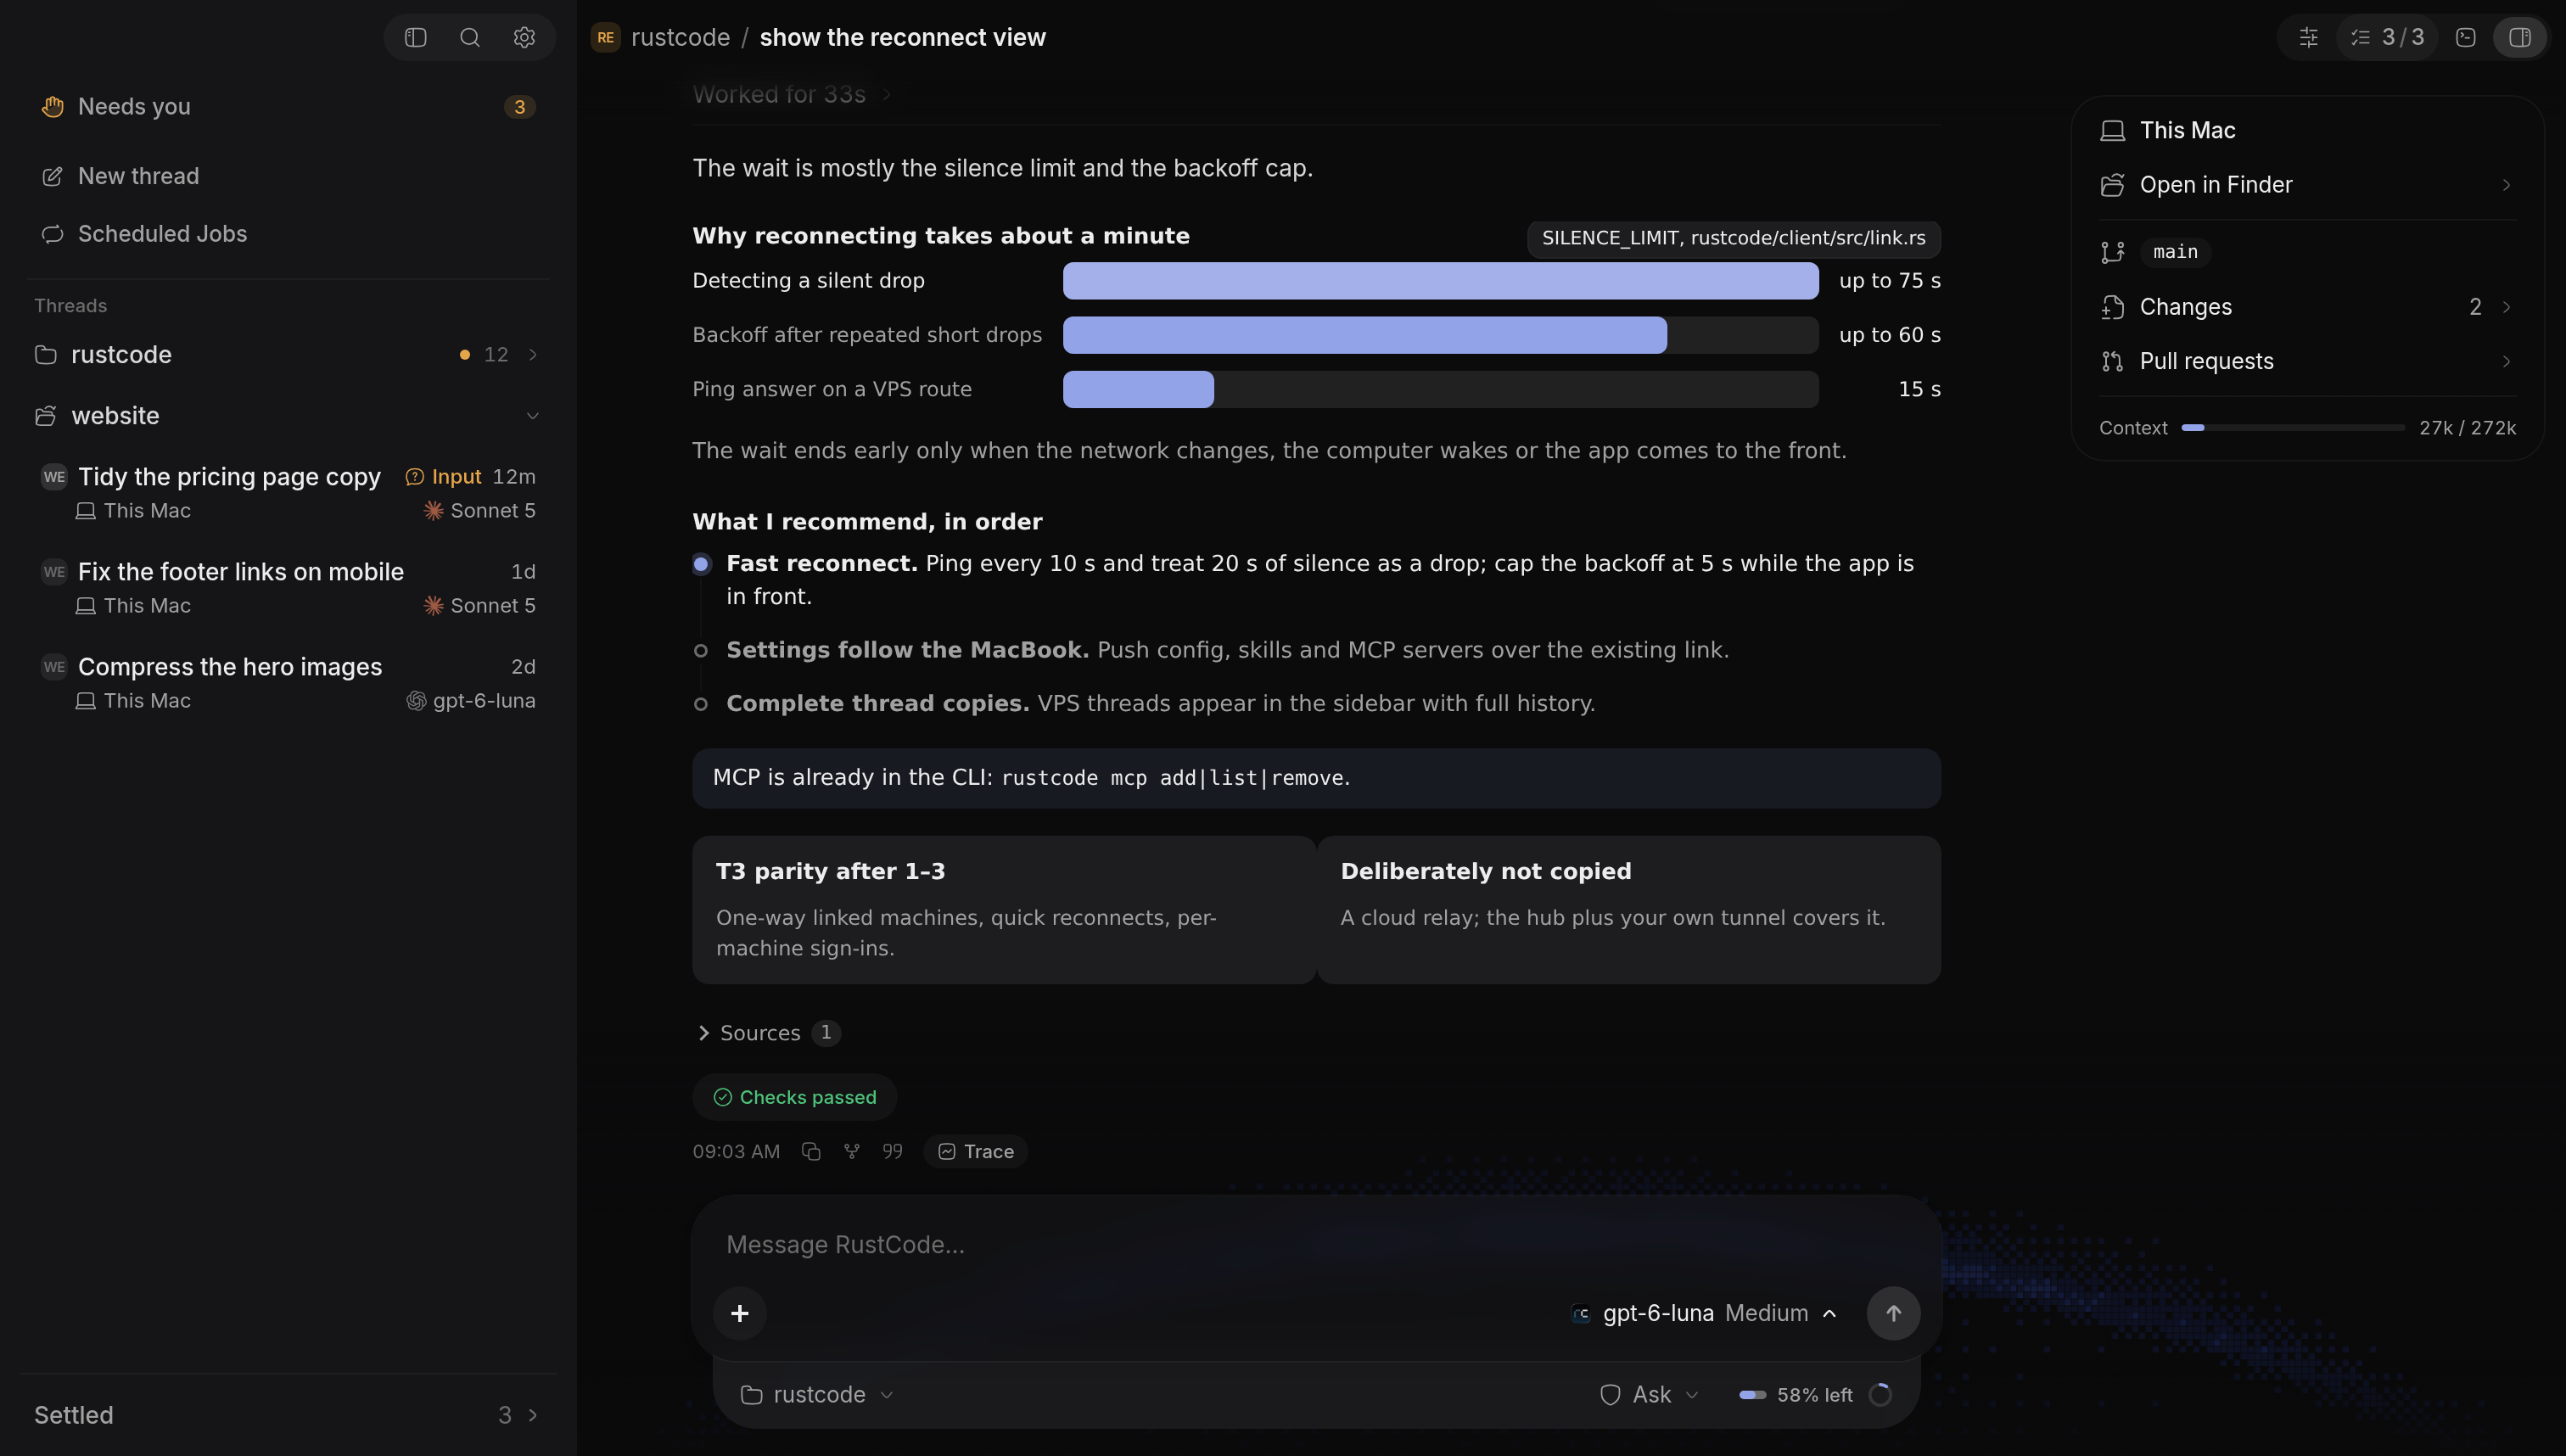 Needs you 3
New thread
Scheduled Jobs
Threads
rustcode 12
website
WE Tidy the pricing page copy Input 12m
This Mac Sonnet 5
WE Fix the footer links on mobile 1d
This Mac Sonnet 5
WE Compress the hero images 2d
This Mac gpt-6-luna
Settled 3
RE rustcode / show the reconnect view
3/3
Worked for 33s
The wait is mostly the silence limit and the backoff cap.
Why reconnecting takes about a minute
SILENCE_LIMIT, rustcode/client/src/link.rs
Detecting a silent drop up to 75 s
Backoff after repeated short drops up to 60 s
Ping answer on a VPS route 15 s
The wait ends early only when the network changes, the computer wakes or the app comes to the front.
What I recommend, in order
Fast reconnect. Ping every 10 s and treat 20 s of silence as a drop; cap the backoff at 5 s while the app is
in front.
Settings follow the MacBook. Push config, skills and MCP servers over the existing link.
Complete thread copies. VPS threads appear in the sidebar with full history.
MCP is already in the CLI: rustcode mcp add|list|remove.
T3 parity after 1–3
One-way linked machines, quick reconnects, per-
machine sign-ins.
Deliberately not copied
A cloud relay; the hub plus your own tunnel covers it.
Sources 1
Checks passed
09:03 AM Trace
Message RustCode...
gpt-6-luna Medium
rustcode Ask 58% left
This Mac
Open in Finder
main
Changes 2
Pull requests
Context 27k / 272k